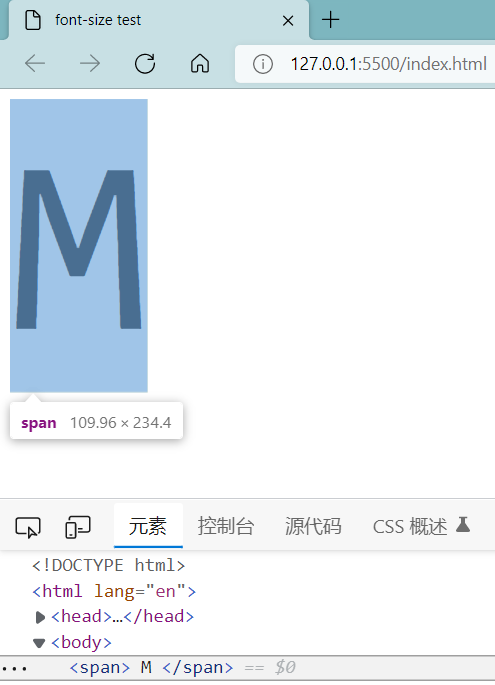 font-size test
127.0.0.1:5500/index.html
M
span 109.96 × 234.4
元素 控制台 源代码 CSS 概述
<!DOCTYPE html>
<html lang="en">
<head>…</head>
<body>
... <span> M </span> == $0